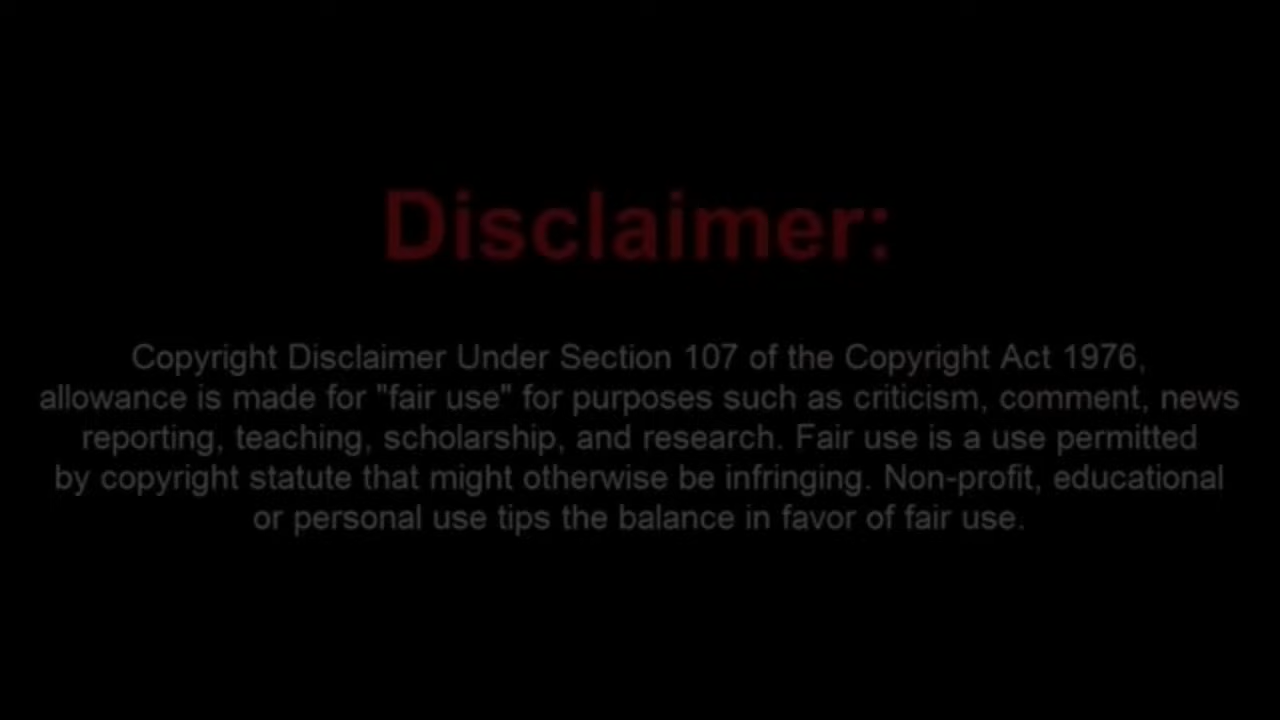 Disclaimer:
Copyright Disclaimer Under Section 107 of the Copyright Act 1976,
allowance is made for "fair use" for purposes such as criticism, comment, news
reporting, teaching, scholarship, and research. Fair use is a use permitted
by copyright statute that might otherwise be infringing. Non-profit, educational
or personal use tips the balance in favor of fair use.